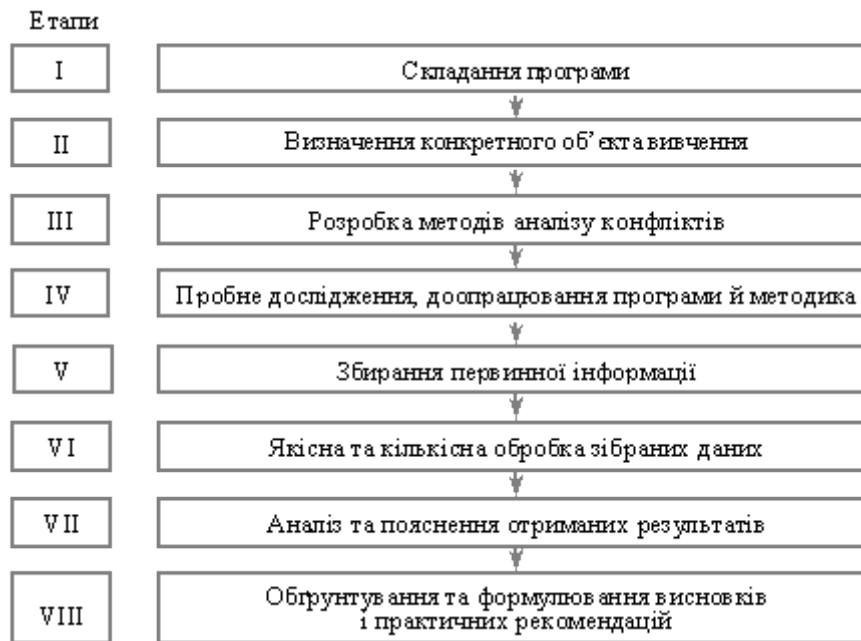 Етапи
I
Складання програми
II
Визначення конкретного об’єкта вивчення
III
Розробка методів аналізу конфліктів
IV
Пробне дослідження, доопрацювання програми й методика
V
Збирання первинної інформації
VI
Якісна та кількісна обробка зібраних даних
VII
Аналіз та пояснення отриманих результатів
VIII
Обґрунтування та формулювання висновків
і практичних рекомендацій